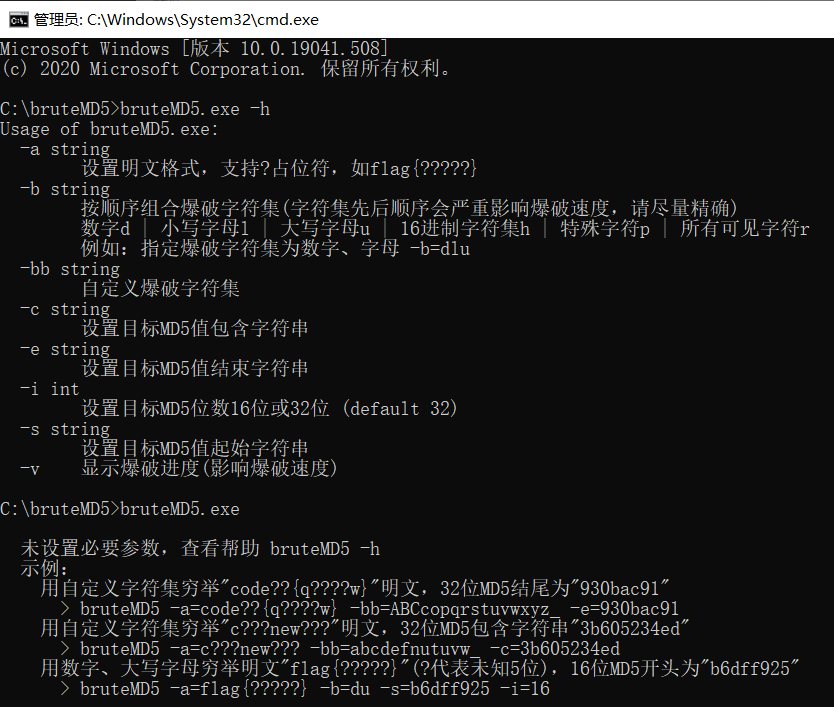 管理员: C:\Windows\System32\cmd.exe
Microsoft Windows [版本 10.0.19041.508]
(c) 2020 Microsoft Corporation. 保留所有权利。
C:\bruteMD5>bruteMD5.exe -h
Usage of bruteMD5.exe:
-a string
设置明文格式，支持?占位符，如flag{?????}
-b string
按顺序组合爆破字符集(字符集先后顺序会严重影响爆破速度，请尽量精确)
数字d | 小写字母l | 大写字母u | 16进制字符集h | 特殊字符p | 所有可见字符r
例如：指定爆破字符集为数字、字母 -b=dlu
-bb string
自定义爆破字符集
-c string
设置目标MD5值包含字符串
-e string
设置目标MD5值结束字符串
-i int
设置目标MD5位数16位或32位 (default 32)
-s string
设置目标MD5值起始字符串
-v 显示爆破进度(影响爆破速度)
C:\bruteMD5>bruteMD5.exe
未设置必要参数，查看帮助 bruteMD5 -h
示例：
用自定义字符集穷举"code??{q????w}"明文，32位MD5结尾为"930bac91"
> bruteMD5 -a=code??{q????w} -bb=ABCcopqrstuvwxyz_ -e=930bac91
用自定义字符集穷举"c???new???"明文，32位MD5包含字符串"3b605234ed"
> bruteMD5 -a=c???new??? -bb=abcdefnutuvw_ -c=3b605234ed
用数字、大写字母穷举明文"flag{?????}"(?代表未知5位)，16位MD5开头为"b6dff925"
> bruteMD5 -a=flag{?????} -b=du -s=b6dff925 -i=16